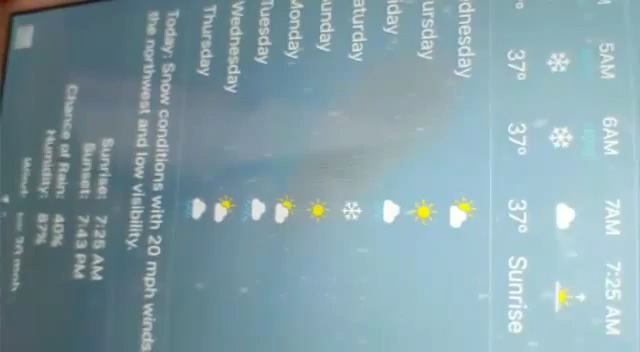 5AM 6AM 7AM 7:25 AM
37° 37° 37° Sunrise
dnesday
ursday
iday
aturday
unday
Monday
Tuesday
Wednesday
Thursday
Today: Snow conditions with 20 mph winds
the northwest and low visibility.
Sunrise: 7:25 AM
Sunset: 7:43 PM
Chance of Rain: 40%
Humidity: 87%
mph